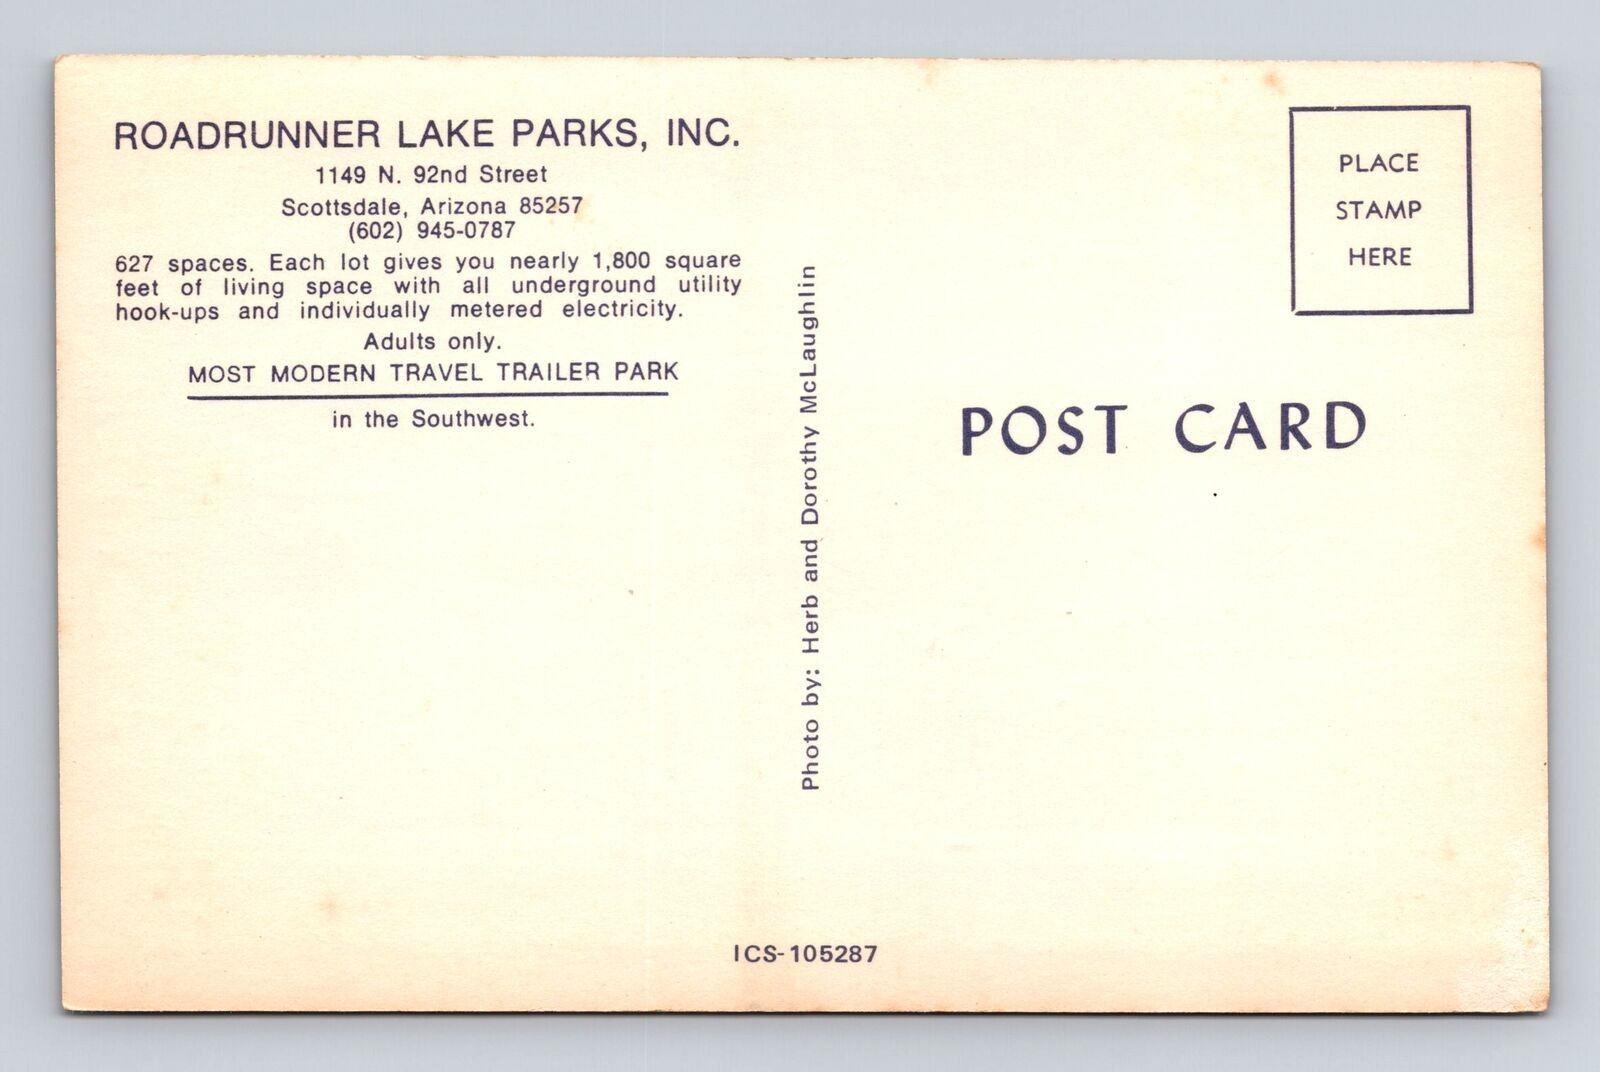 ROADRUNNER LAKE PARKS, INC.
1149 N. 92nd Street
Scottsdale, Arizona 85257
(602) 945-0787
627 spaces. Each lot gives you nearly 1,800 square
feet of living space with all underground utility
hook-ups and individually metered electricity.
Adults only.
MOST MODERN TRAVEL TRAILER PARK
in the Southwest.
Photo by: Herb and Dorothy McLaughlin
PLACE
STAMP
HERE
POST CARD
ICS-105287